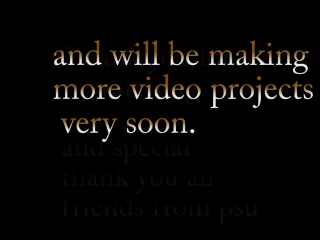 and will be making
more video projects
very soon.
and special
thank you all
friends from psu